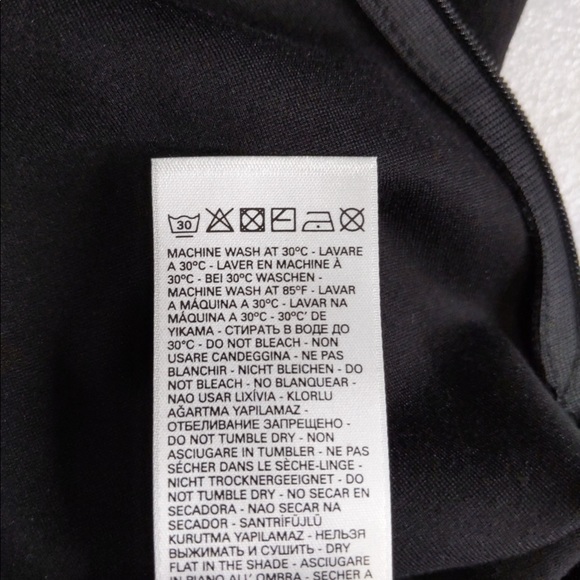 30
MACHINE WASH AT 30ºC - LAVARE
A 30ºC - LAVER EN MACHINE À
30ºC - BEI 30ºC WASCHEN -
MACHINE WASH AT 85ºF - LAVAR
A MÁQUINA A 30ºC - LAVAR NA
MÁQUINA A 30ºC - 30ºC' DE
YIKAMA - СТИРАТЬ В ВОДЕ ДО
30ºC - DO NOT BLEACH - NON
USARE CANDEGGINA - NE PAS
BLANCHIR - NICHT BLEICHEN - DO
NOT BLEACH - NO BLANQUEAR -
NAO USAR LIXÍVIA - KLORLU
AĞARTMA YAPILAMAZ -
ОТБЕЛИВАНИЕ ЗАПРЕЩЕНО -
DO NOT TUMBLE DRY - NON
ASCIUGARE IN TUMBLER - NE PAS
SÉCHER DANS LE SÈCHE-LINGE -
NICHT TROCKNERGEEIGNET - DO
NOT TUMBLE DRY - NO SECAR EN
SECADORA - NAO SECAR NA
SECADOR - SANTRİFÜJLÜ
KURUTMA YAPILAMAZ - НЕЛЬЗЯ
ВЫЖИМАТЬ И СУШИТЬ - DRY
FLAT IN THE SHADE - ASCIUGARE
IN PIANO ALL' OMBRA - SÉCHER A